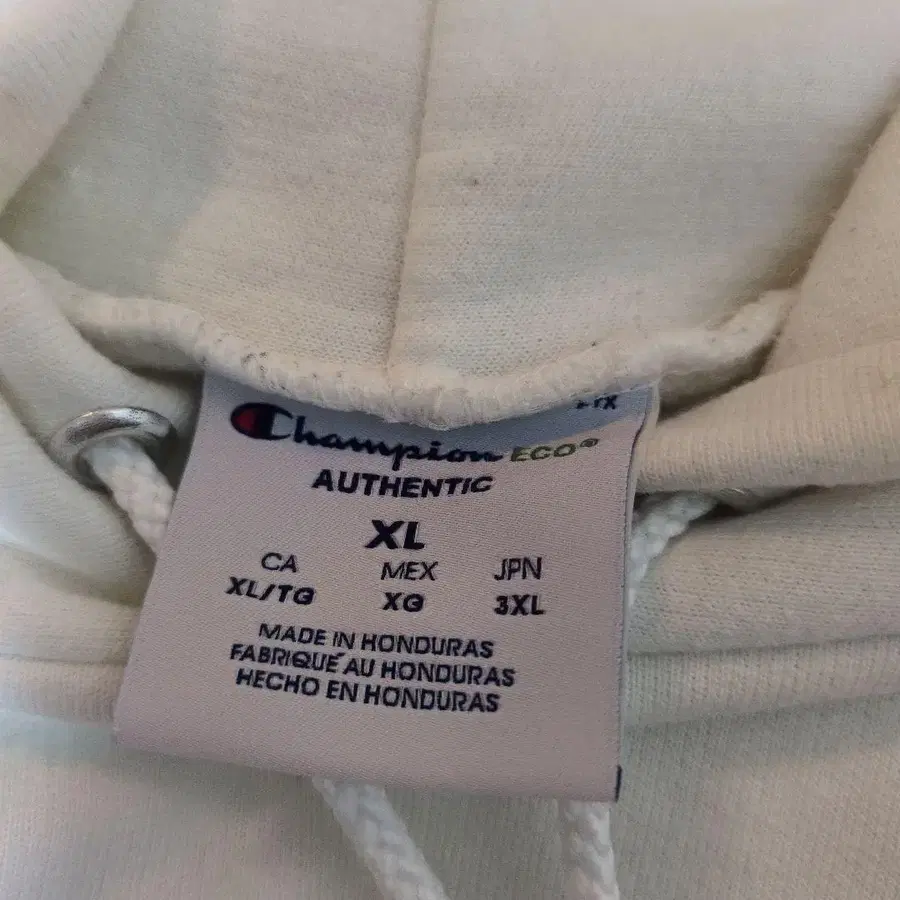 Champion ECO®
AUTHENTIC
XL
CA MEX JPN
XL/TG XG 3XL
MADE IN HONDURAS
FABRIQUÉ AU HONDURAS
HECHO EN HONDURAS